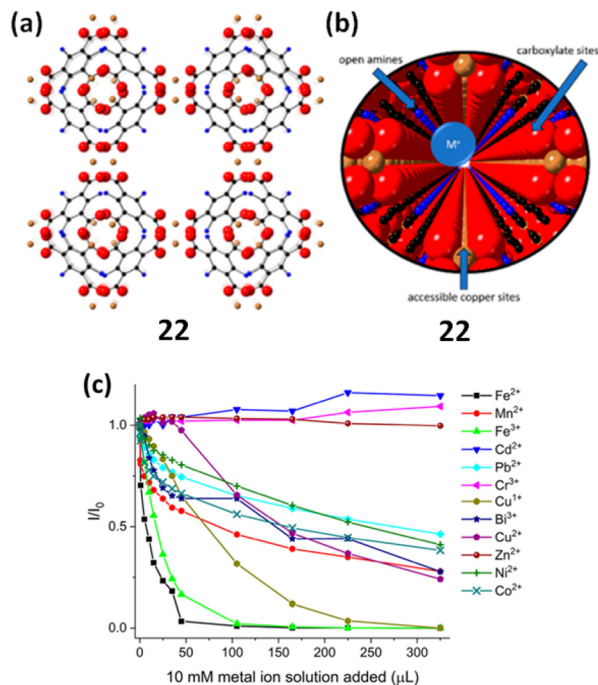 (a)
(b)
open amines
carboxylate sites
M⁺
accessible copper sites
22
22
(c)
I/I₀
1.0
0.5
0.0
0 50 100 150 200 250 300
10 mM metal ion solution added (μL)
Fe²⁺
Mn²⁺
Fe³⁺
Cd²⁺
Pb²⁺
Cr³⁺
Cu¹⁺
Bi³⁺
Cu²⁺
Zn²⁺
Ni²⁺
Co²⁺